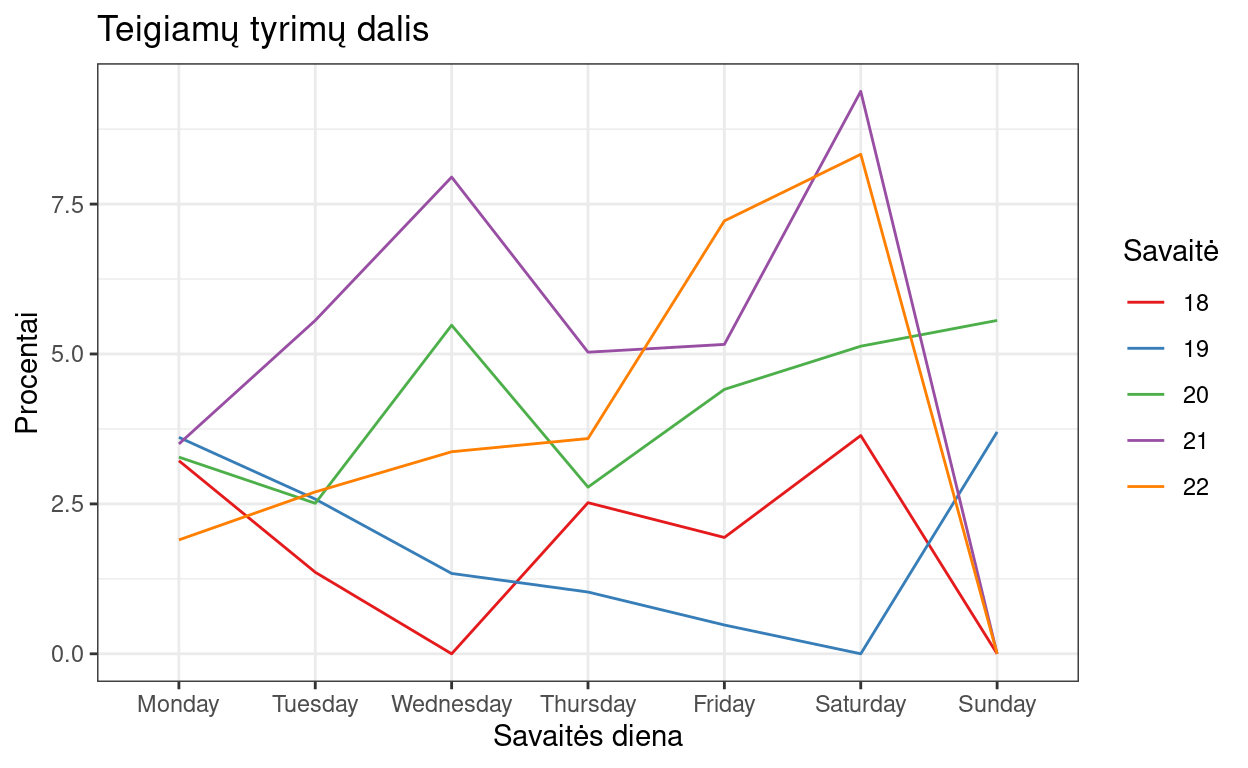 Teigiamų tyrimų dalis
Procentai
7.5
5.0
2.5
0.0
Monday Tuesday Wednesday Thursday Friday Saturday Sunday
Savaitės diena
Savaitė
18
19
20
21
22